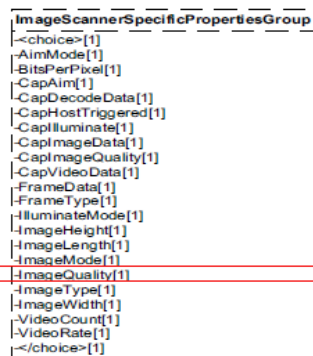 ImageScannerSpecificPropertiesGroup
-<choice>[1]
-AimMode[1]
-BitsPerPixel[1]
-CapAim[1]
-CapDecodeData[1]
-CapHostTriggered[1]
-CapIlluminate[1]
-CapImageData[1]
-CapImageQuality[1]
-CapVideoData[1]
-FrameData[1]
-FrameType[1]
-IlluminateMode[1]
-ImageHeight[1]
-ImageLength[1]
-ImageMode[1]
-ImageQuality[1]
-ImageType[1]
-ImageWidth[1]
-VideoCount[1]
-VideoRate[1]
-</choice>[1]